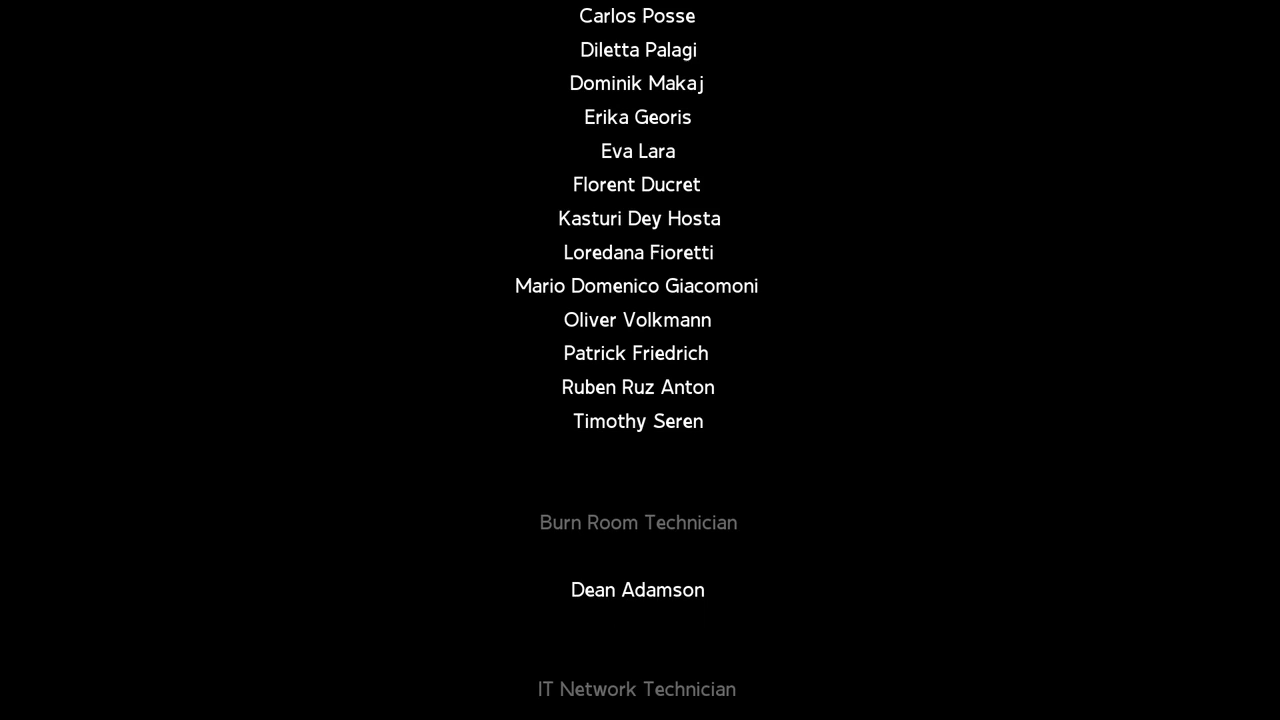 Carlos Posse
Diletta Palagi
Dominik Makaj
Erika Georis
Eva Lara
Florent Ducret
Kasturi Dey Hosta
Loredana Fioretti
Mario Domenico Giacomoni
Oliver Volkmann
Patrick Friedrich
Ruben Ruz Anton
Timothy Seren
Burn Room Technician
Dean Adamson
IT Network Technician